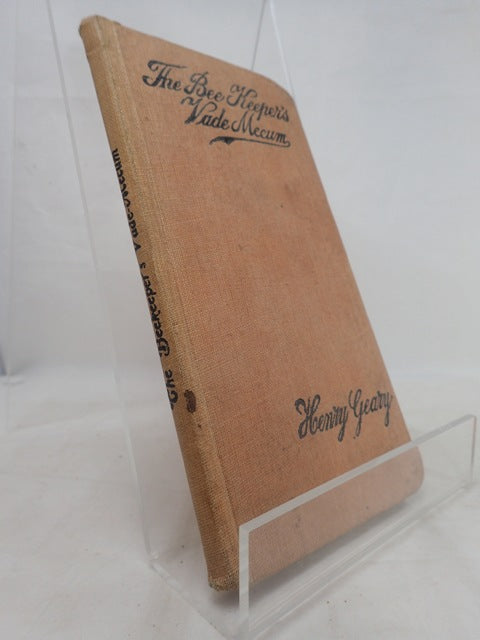 The Bee Keeper's
Vade Mecum
Henry Geary
The Beekeeper's Vade-Mecum